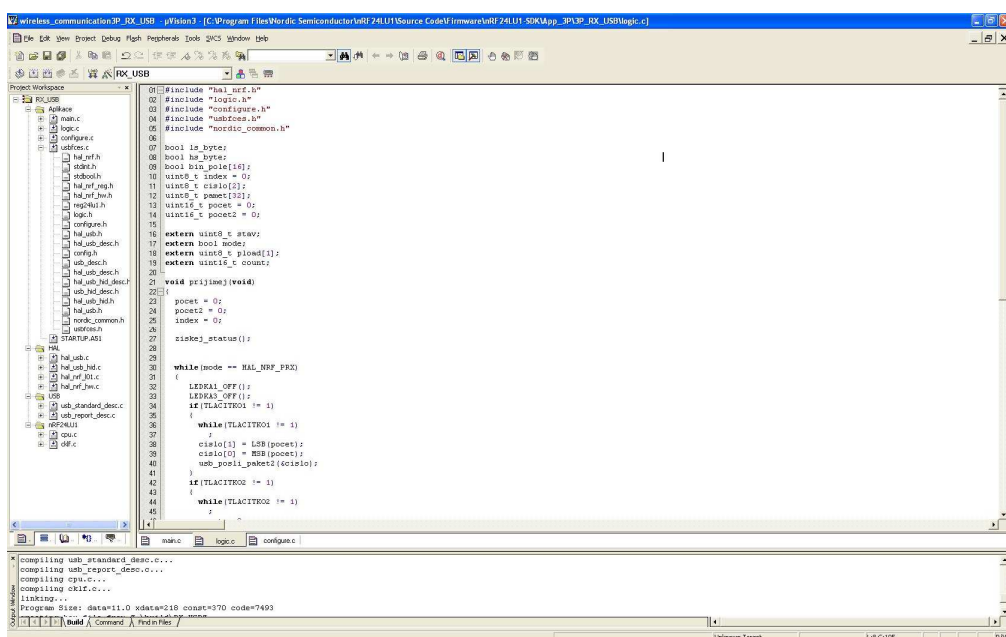 wireless_communication3P_RX_USB - µVision3 - [C:\Program Files\Nordic Semiconductor\nRF24LU1\Source Code\Firmware\nRF24LU1-SDK\App_3P\3P_RX_USB\logic.c]
File Edit View Project Debug Flash Peripherals Tools SVCS Window Help
RX_USB
Project Workspace
RX_USB
Aplikace
main.c
logic.c
configure.c
usbfces.c
hal_nrf.h
stdint.h
stdbool.h
hal_nrf_reg.h
hal_nrf_hw.h
reg24lu1.h
logic.h
configure.h
hal_usb.h
hal_usb_desc.h
config.h
usb_desc.h
hal_usb_desc.h
hal_usb_hid_desc.h
usb_hid_desc.h
hal_usb_hid.h
hal_usb.h
nordic_common.h
usbfces.h
STARTUP.A51
HAL
hal_usb.c
hal_usb_hid.c
hal_nrf_l01.c
hal_nrf_hw.c
USB
usb_standard_desc.c
usb_report_desc.c
nRF24LU1
cpu.c
cklf.c
01 #include "hal_nrf.h"
02 #include "logic.h"
03 #include "configure.h"
04 #include "usbfces.h"
05 #include "nordic_common.h"
06
07 bool ls_byte;
08 bool hs_byte;
09 bool bin_pole[16];
10 uint8_t index = 0;
11 uint8_t cislo[2];
12 uint8_t pamet[32];
13 uint16_t pocet = 0;
14 uint16_t pocet2 = 0;
15
16 extern uint8_t stav;
17 extern bool mode;
18 extern uint8_t pload[1];
19 extern uint16_t count;
20
21 void prijimej(void)
22 {
23 pocet = 0;
24 pocet2 = 0;
25 index = 0;
26
27 ziskej_status();
28
29
30 while(mode == HAL_NRF_PRX)
31 {
32 LEDKA1_OFF();
33 LEDKA3_OFF();
34 if(TLACITKO1 != 1)
35 {
36 while(TLACITKO1 != 1)
37 ;
38 cislo[1] = LSB(pocet);
39 cislo[0] = MSB(pocet);
40 usb_posli_paket2(&cislo);
41 }
42 if(TLACITKO2 != 1)
43 {
44 while(TLACITKO2 != 1)
45 ;
main.c logic.c configure.c
Output Window
compiling usb_standard_desc.c...
compiling usb_report_desc.c...
compiling cpu.c...
compiling cklf.c...
linking...
Program Size: data=11.0 xdata=218 const=370 code=7493
Build Command Find in Files